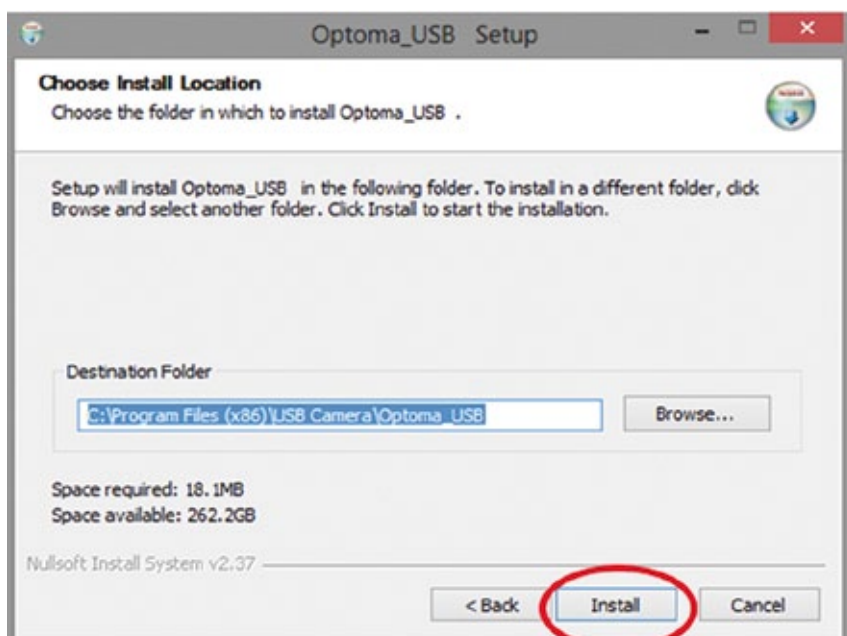 Optoma_USB Setup
Choose Install Location
Choose the folder in which to install Optoma_USB .
Setup will install Optoma_USB in the following folder. To install in a different folder, click
Browse and select another folder. Click Install to start the installation.
Destination Folder
C:\Program Files (x86)\USB Camera\Optoma_USB
Browse...
Space required: 18.1MB
Space available: 262.2GB
Nullsoft Install System v2.37
< Back Install Cancel